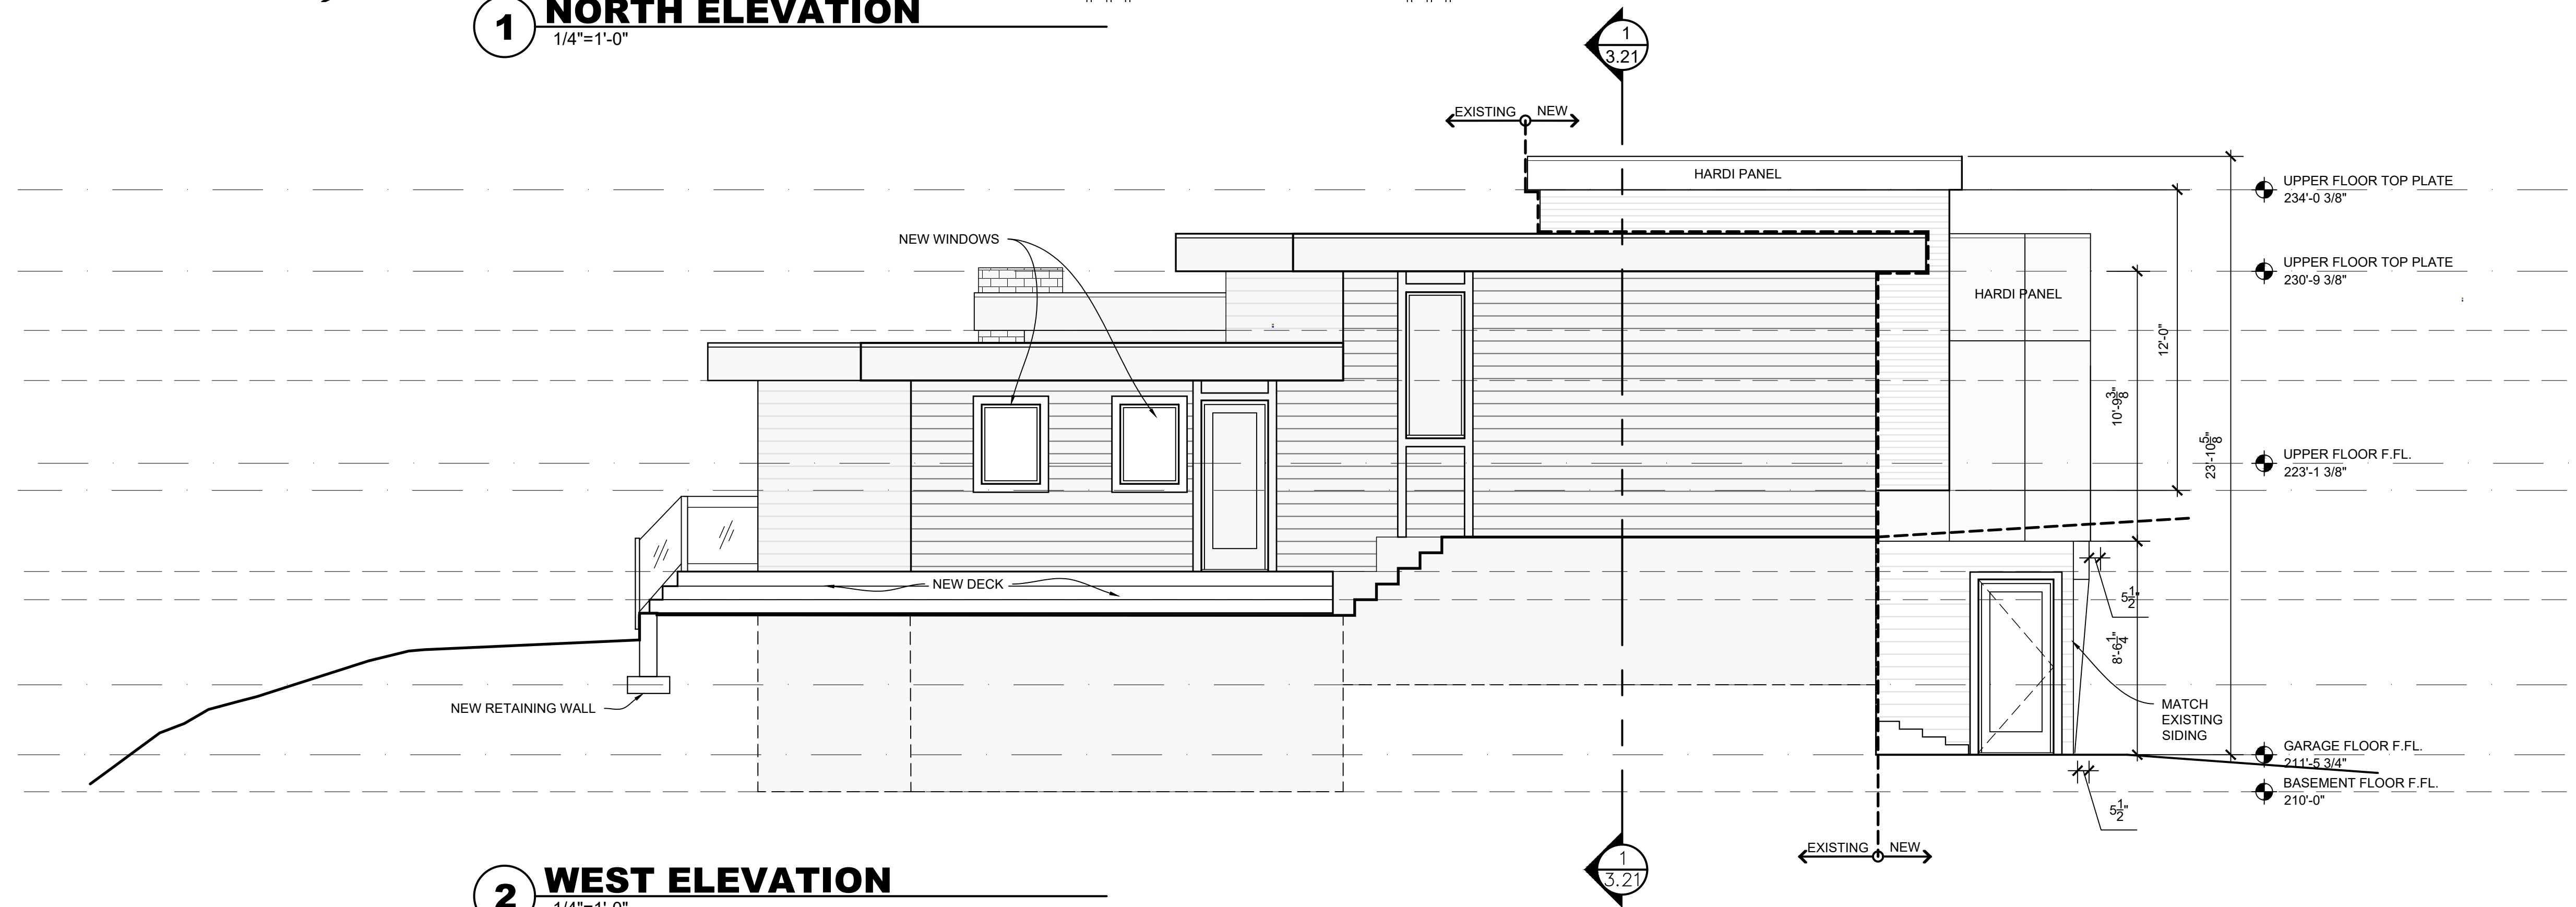 1 NORTH ELEVATION
1/4"=1'-0"
1
3.21
EXISTING NEW
HARDI PANEL
UPPER FLOOR TOP PLATE
234'-0 3/8"
NEW WINDOWS
UPPER FLOOR TOP PLATE
230'-9 3/8"
HARDI PANEL
12'-0"
10'-9 3/8"
23'-10 5/8"
UPPER FLOOR F.FL.
223'-1 3/8"
NEW DECK
5 1/2"
8'-6 1/4"
NEW RETAINING WALL
MATCH
EXISTING
SIDING
GARAGE FLOOR F.FL.
211'-5 3/4"
BASEMENT FLOOR F.FL.
210'-0"
5 1/2"
EXISTING NEW
1
3.21
2 WEST ELEVATION
1/4"=1'-0"